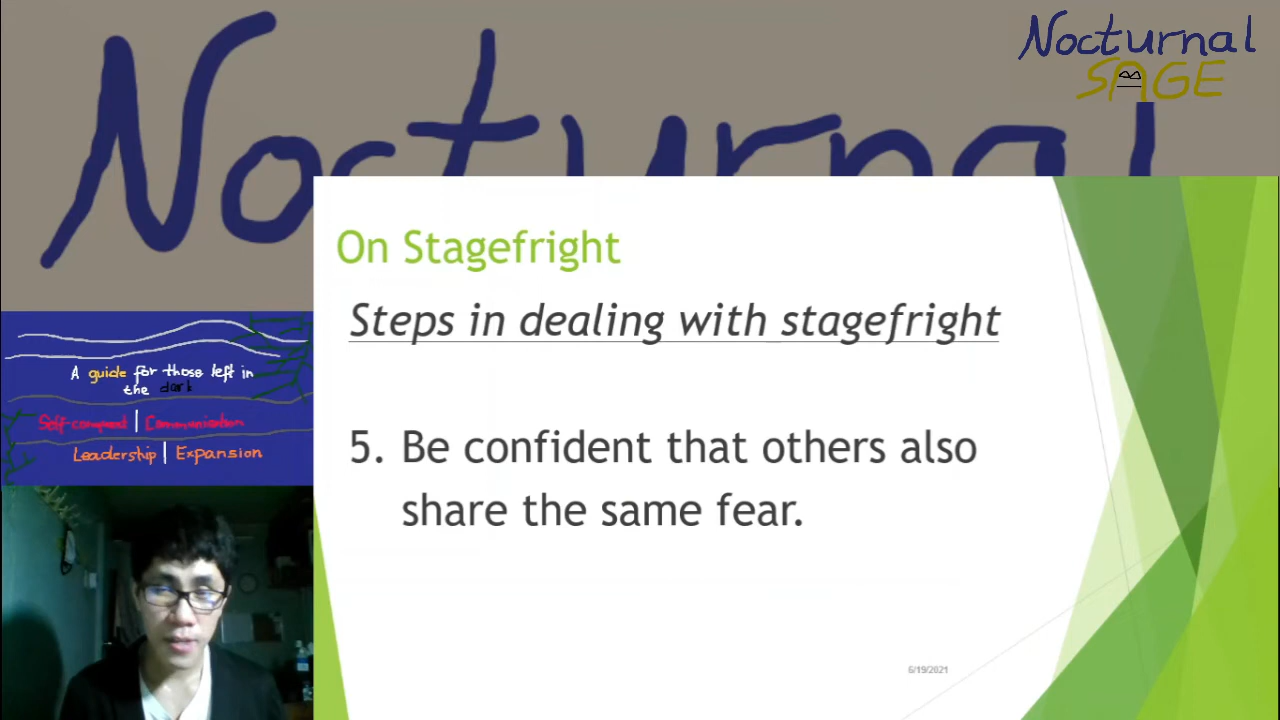 Nocturnal
Nocturnal
SAGE
On Stagefright
Steps in dealing with stagefright
5. Be confident that others also
share the same fear.
A guide for those left in
the dark
Self-command | Communication
Leadership | Expansion
6/19/2021